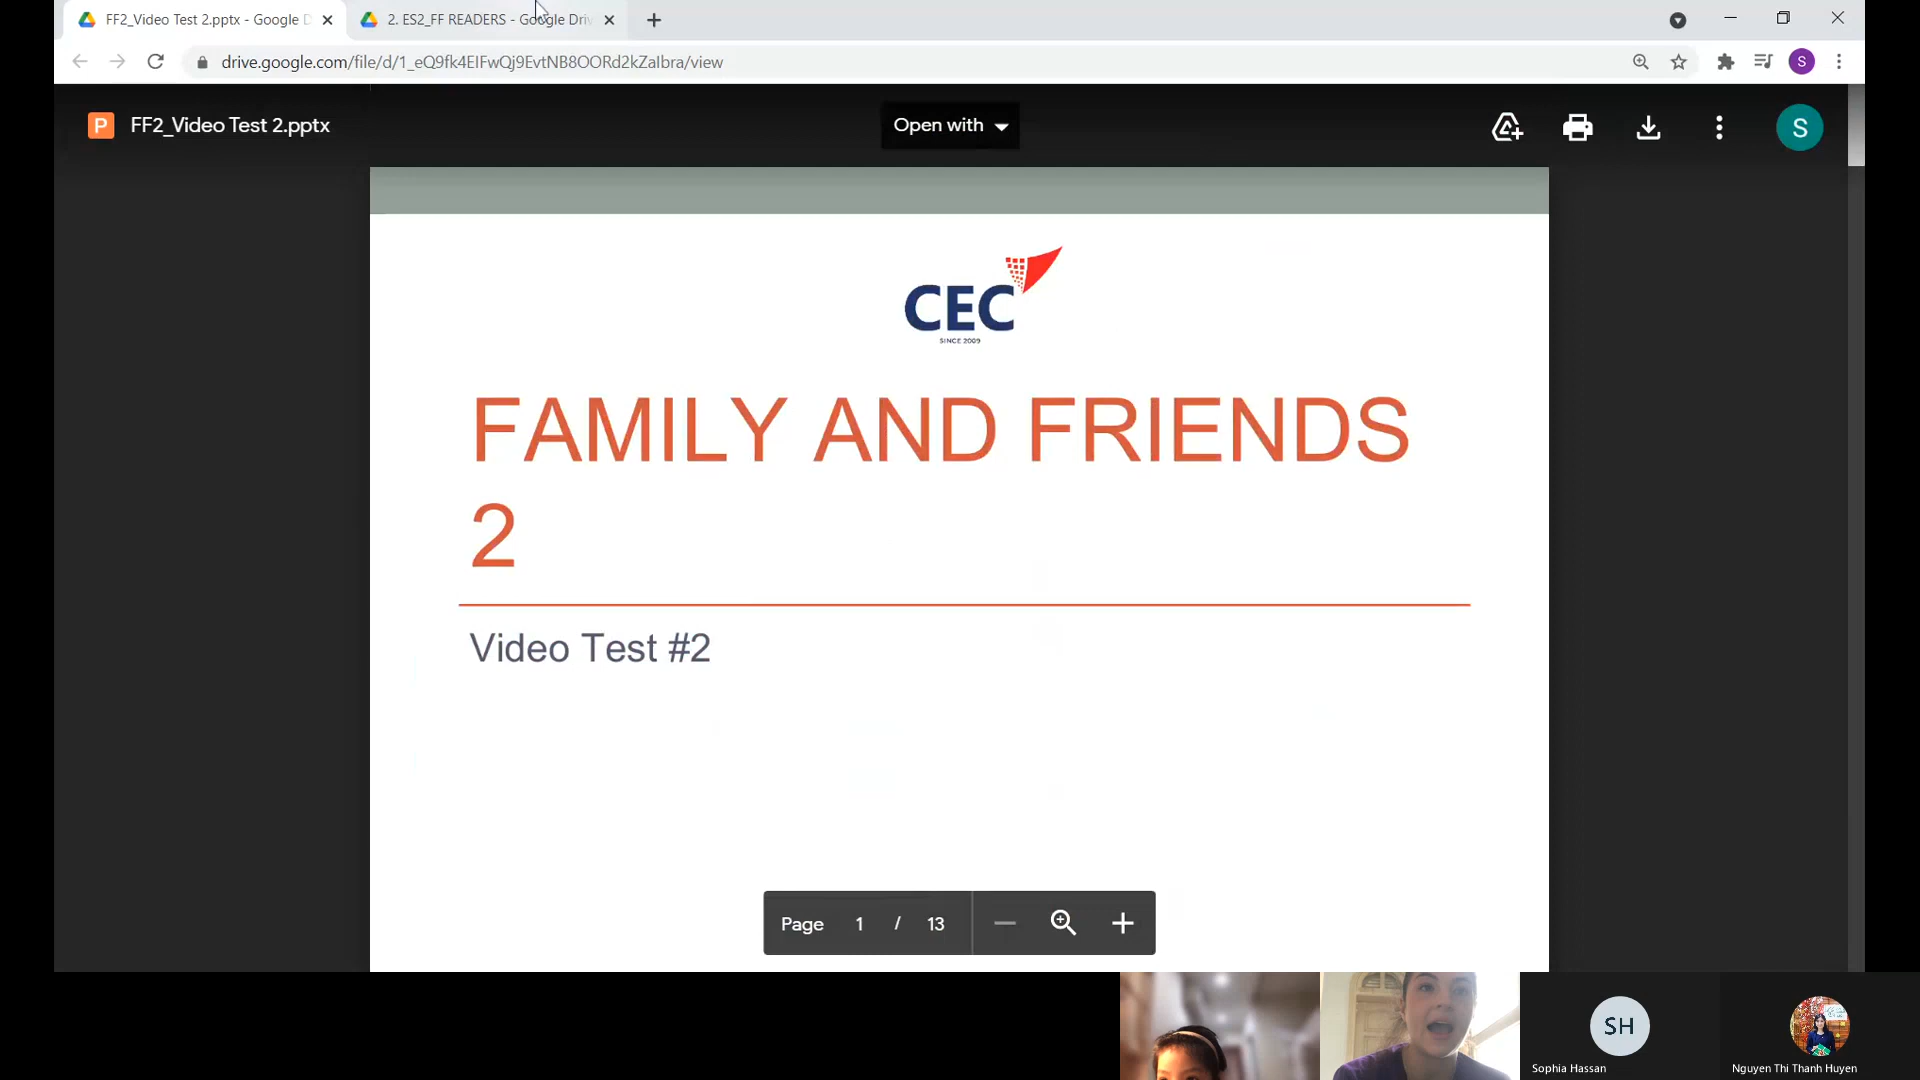 FF2_Video Test 2.pptx - Google D
2. ES2_FF READERS - Google Driv
drive.google.com/file/d/1_eQ9fk4EIFwQj9EvtNB8OORd2kZaIbra/view
S
P
FF2_Video Test 2.pptx
Open with
S
CEC
SINCE 2009
FAMILY AND FRIENDS
2
Video Test #2
Page 1 / 13
SH
Sophia Hassan
Nguyen Thi Thanh Huyen